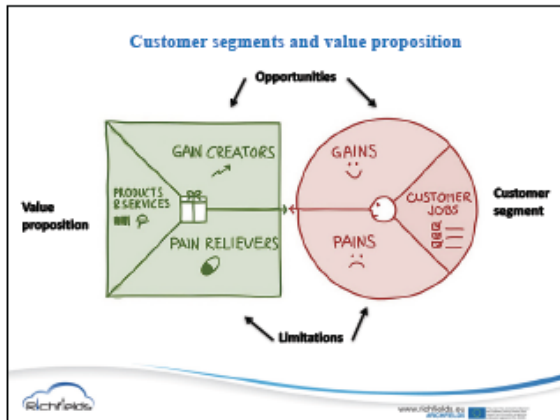 Customer segments and value proposition
Opportunities
GAIN CREATORS
GAINS
PRODUCTS
& SERVICES
Value
proposition
CUSTOMER
JOBS
Customer
segment
PAIN RELIEVERS
PAINS
Limitations
Richfields
www.richfields.eu